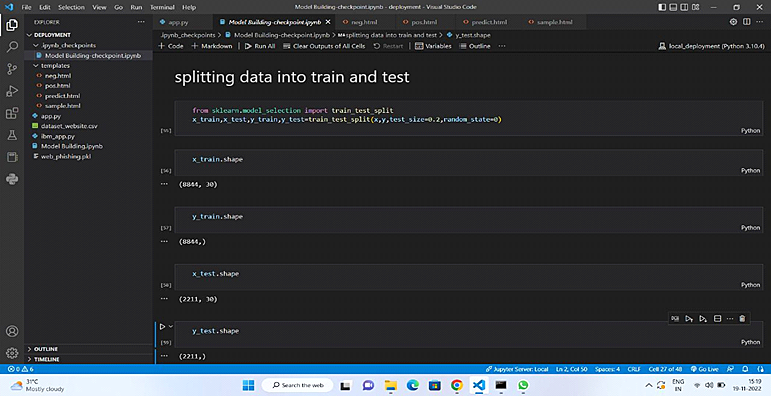 File Edit Selection View Go Run Terminal Help
Model Building-checkpoint.ipynb - deployment - Visual Studio Code
EXPLORER
DEPLOYMENT
.ipynb_checkpoints
Model Building-checkpoint.ipynb
templates
neg.html
pos.html
predict.html
sample.html
app.py
dataset_website.csv
ibm_app.py
Model Building.ipynb
web_phishing.pkl
OUTLINE
TIMELINE
app.py Model Building-checkpoint.ipynb neg.html pos.html predict.html sample.html
.ipynb_checkpoints > Model Building-checkpoint.ipynb > splitting data into train and test > y_test.shape
+ Code + Markdown Run All Clear Outputs of All Cells Restart Variables Outline ... local_deployment (Python 3.10.4)
splitting data into train and test
from sklearn.model_selection import train_test_split
x_train,x_test,y_train,y_test=train_test_split(x,y,test_size=0.2,random_state=0)
[55] Python
x_train.shape
[56] Python
... (8844, 30)
y_train.shape
[57] Python
... (8844,)
x_test.shape
[58] Python
... (2211, 30)
y_test.shape
[59] Python
... (2211,)
0 6 Jupyter Server: Local Ln 2, Col 50 Spaces: 4 CRLF Cell 27 of 48 Go Live
31°C
Mostly cloudy
Search the web
ENG
IN
15:19
19-11-2022